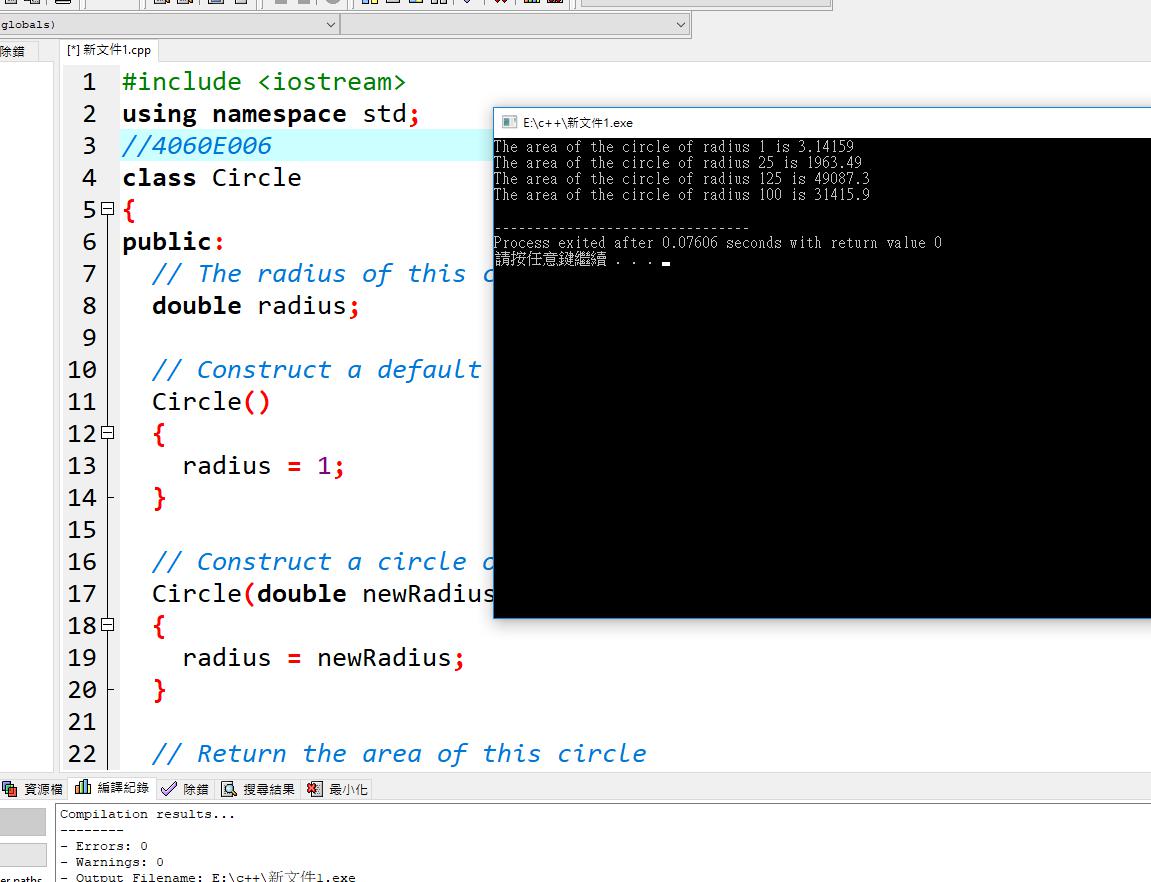 globals)
除錯
[*] 新文件1.cpp
1 #include <iostream>
2 using namespace std;
3 //4060E006
4 class Circle
5 {
6 public:
7 // The radius of this c
8 double radius;
9
10 // Construct a default
11 Circle()
12 {
13 radius = 1;
14 }
15
16 // Construct a circle o
17 Circle(double newRadius
18 {
19 radius = newRadius;
20 }
21
22 // Return the area of this circle
E:\c++\新文件1.exe
The area of the circle of radius 1 is 3.14159
The area of the circle of radius 25 is 1963.49
The area of the circle of radius 125 is 49087.3
The area of the circle of radius 100 is 31415.9
--------------------------------
Process exited after 0.07606 seconds with return value 0
請按任意鍵繼續 . . .
資源檔 編譯紀錄 除錯 搜尋結果 最小化
Compilation results...
--------
- Errors: 0
- Warnings: 0
- Output Filename: E:\c++\新文件1.exe
er paths